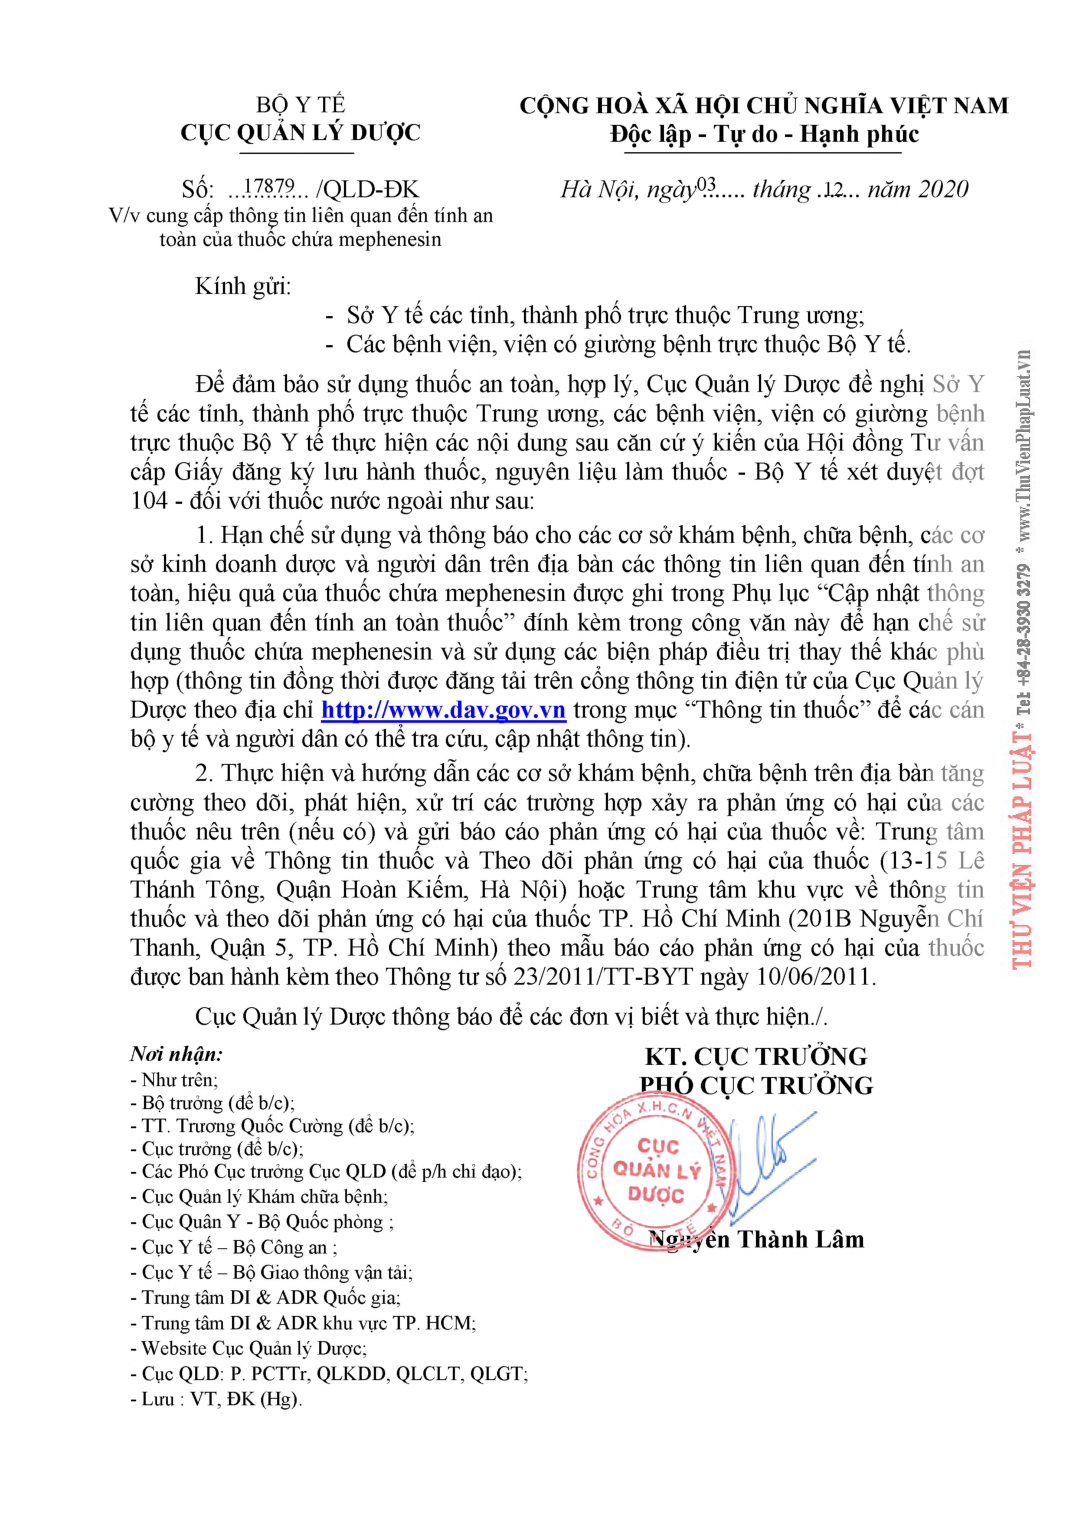 BỘ Y TẾ
CỤC QUẢN LÝ DƯỢC
CỘNG HOÀ XÃ HỘI CHỦ NGHĨA VIỆT NAM
Độc lập - Tự do - Hạnh phúc
Số: ....17879.... /QLD-ĐK
V/v cung cấp thông tin liên quan đến tính an
toàn của thuốc chứa mephenesin
Hà Nội, ngày 03....... tháng ..12... năm 2020
Kính gửi:
- Sở Y tế các tỉnh, thành phố trực thuộc Trung ương;
- Các bệnh viện, viện có giường bệnh trực thuộc Bộ Y tế.
Để đảm bảo sử dụng thuốc an toàn, hợp lý, Cục Quản lý Dược đề nghị Sở Y
tế các tỉnh, thành phố trực thuộc Trung ương, các bệnh viện, viện có giường bệnh
trực thuộc Bộ Y tế thực hiện các nội dung sau căn cứ ý kiến của Hội đồng Tư vấn
cấp Giấy đăng ký lưu hành thuốc, nguyên liệu làm thuốc - Bộ Y tế xét duyệt đợt
104 - đối với thuốc nước ngoài như sau:
1. Hạn chế sử dụng và thông báo cho các cơ sở khám bệnh, chữa bệnh, các cơ
sở kinh doanh dược và người dân trên địa bàn các thông tin liên quan đến tính an
toàn, hiệu quả của thuốc chứa mephenesin được ghi trong Phụ lục “Cập nhật thông
tin liên quan đến tính an toàn thuốc” đính kèm trong công văn này để hạn chế sử
dụng thuốc chứa mephenesin và sử dụng các biện pháp điều trị thay thế khác phù
hợp (thông tin đồng thời được đăng tải trên cổng thông tin điện tử của Cục Quản lý
Dược theo địa chỉ http://www.dav.gov.vn trong mục “Thông tin thuốc” để các cán
bộ y tế và người dân có thể tra cứu, cập nhật thông tin).
2. Thực hiện và hướng dẫn các cơ sở khám bệnh, chữa bệnh trên địa bàn tăng
cường theo dõi, phát hiện, xử trí các trường hợp xảy ra phản ứng có hại của các
thuốc nêu trên (nếu có) và gửi báo cáo phản ứng có hại của thuốc về: Trung tâm
quốc gia về Thông tin thuốc và Theo dõi phản ứng có hại của thuốc (13-15 Lê
Thánh Tông, Quận Hoàn Kiếm, Hà Nội) hoặc Trung tâm khu vực về thông tin
thuốc và theo dõi phản ứng có hại của thuốc TP. Hồ Chí Minh (201B Nguyễn Chí
Thanh, Quận 5, TP. Hồ Chí Minh) theo mẫu báo cáo phản ứng có hại của thuốc
được ban hành kèm theo Thông tư số 23/2011/TT-BYT ngày 10/06/2011.
Cục Quản lý Dược thông báo để các đơn vị biết và thực hiện./.
Nơi nhận:
- Như trên;
- Bộ trưởng (để b/c);
- TT. Trương Quốc Cường (để b/c);
- Cục trưởng (để b/c);
- Các Phó Cục trưởng Cục QLD (để p/h chỉ đạo);
- Cục Quản lý Khám chữa bệnh;
- Cục Quân Y - Bộ Quốc phòng ;
- Cục Y tế – Bộ Công an ;
- Cục Y tế – Bộ Giao thông vận tải;
- Trung tâm DI & ADR Quốc gia;
- Trung tâm DI & ADR khu vực TP. HCM;
- Website Cục Quản lý Dược;
- Cục QLD: P. PCTTr, QLKDD, QLCLT, QLGT;
- Lưu : VT, ĐK (Hg).
KT. CỤC TRƯỞNG
PHÓ CỤC TRƯỞNG
CỘNG HÒA X.H.C.N VIỆT NAM
CỤC
QUẢN LÝ
DƯỢC
BỘ Y TẾ
Nguyễn Thành Lâm
THƯ VIỆN PHÁP LUẬT * Tel: +84-28-3930 3279 * www.ThuVienPhapLuat.vn